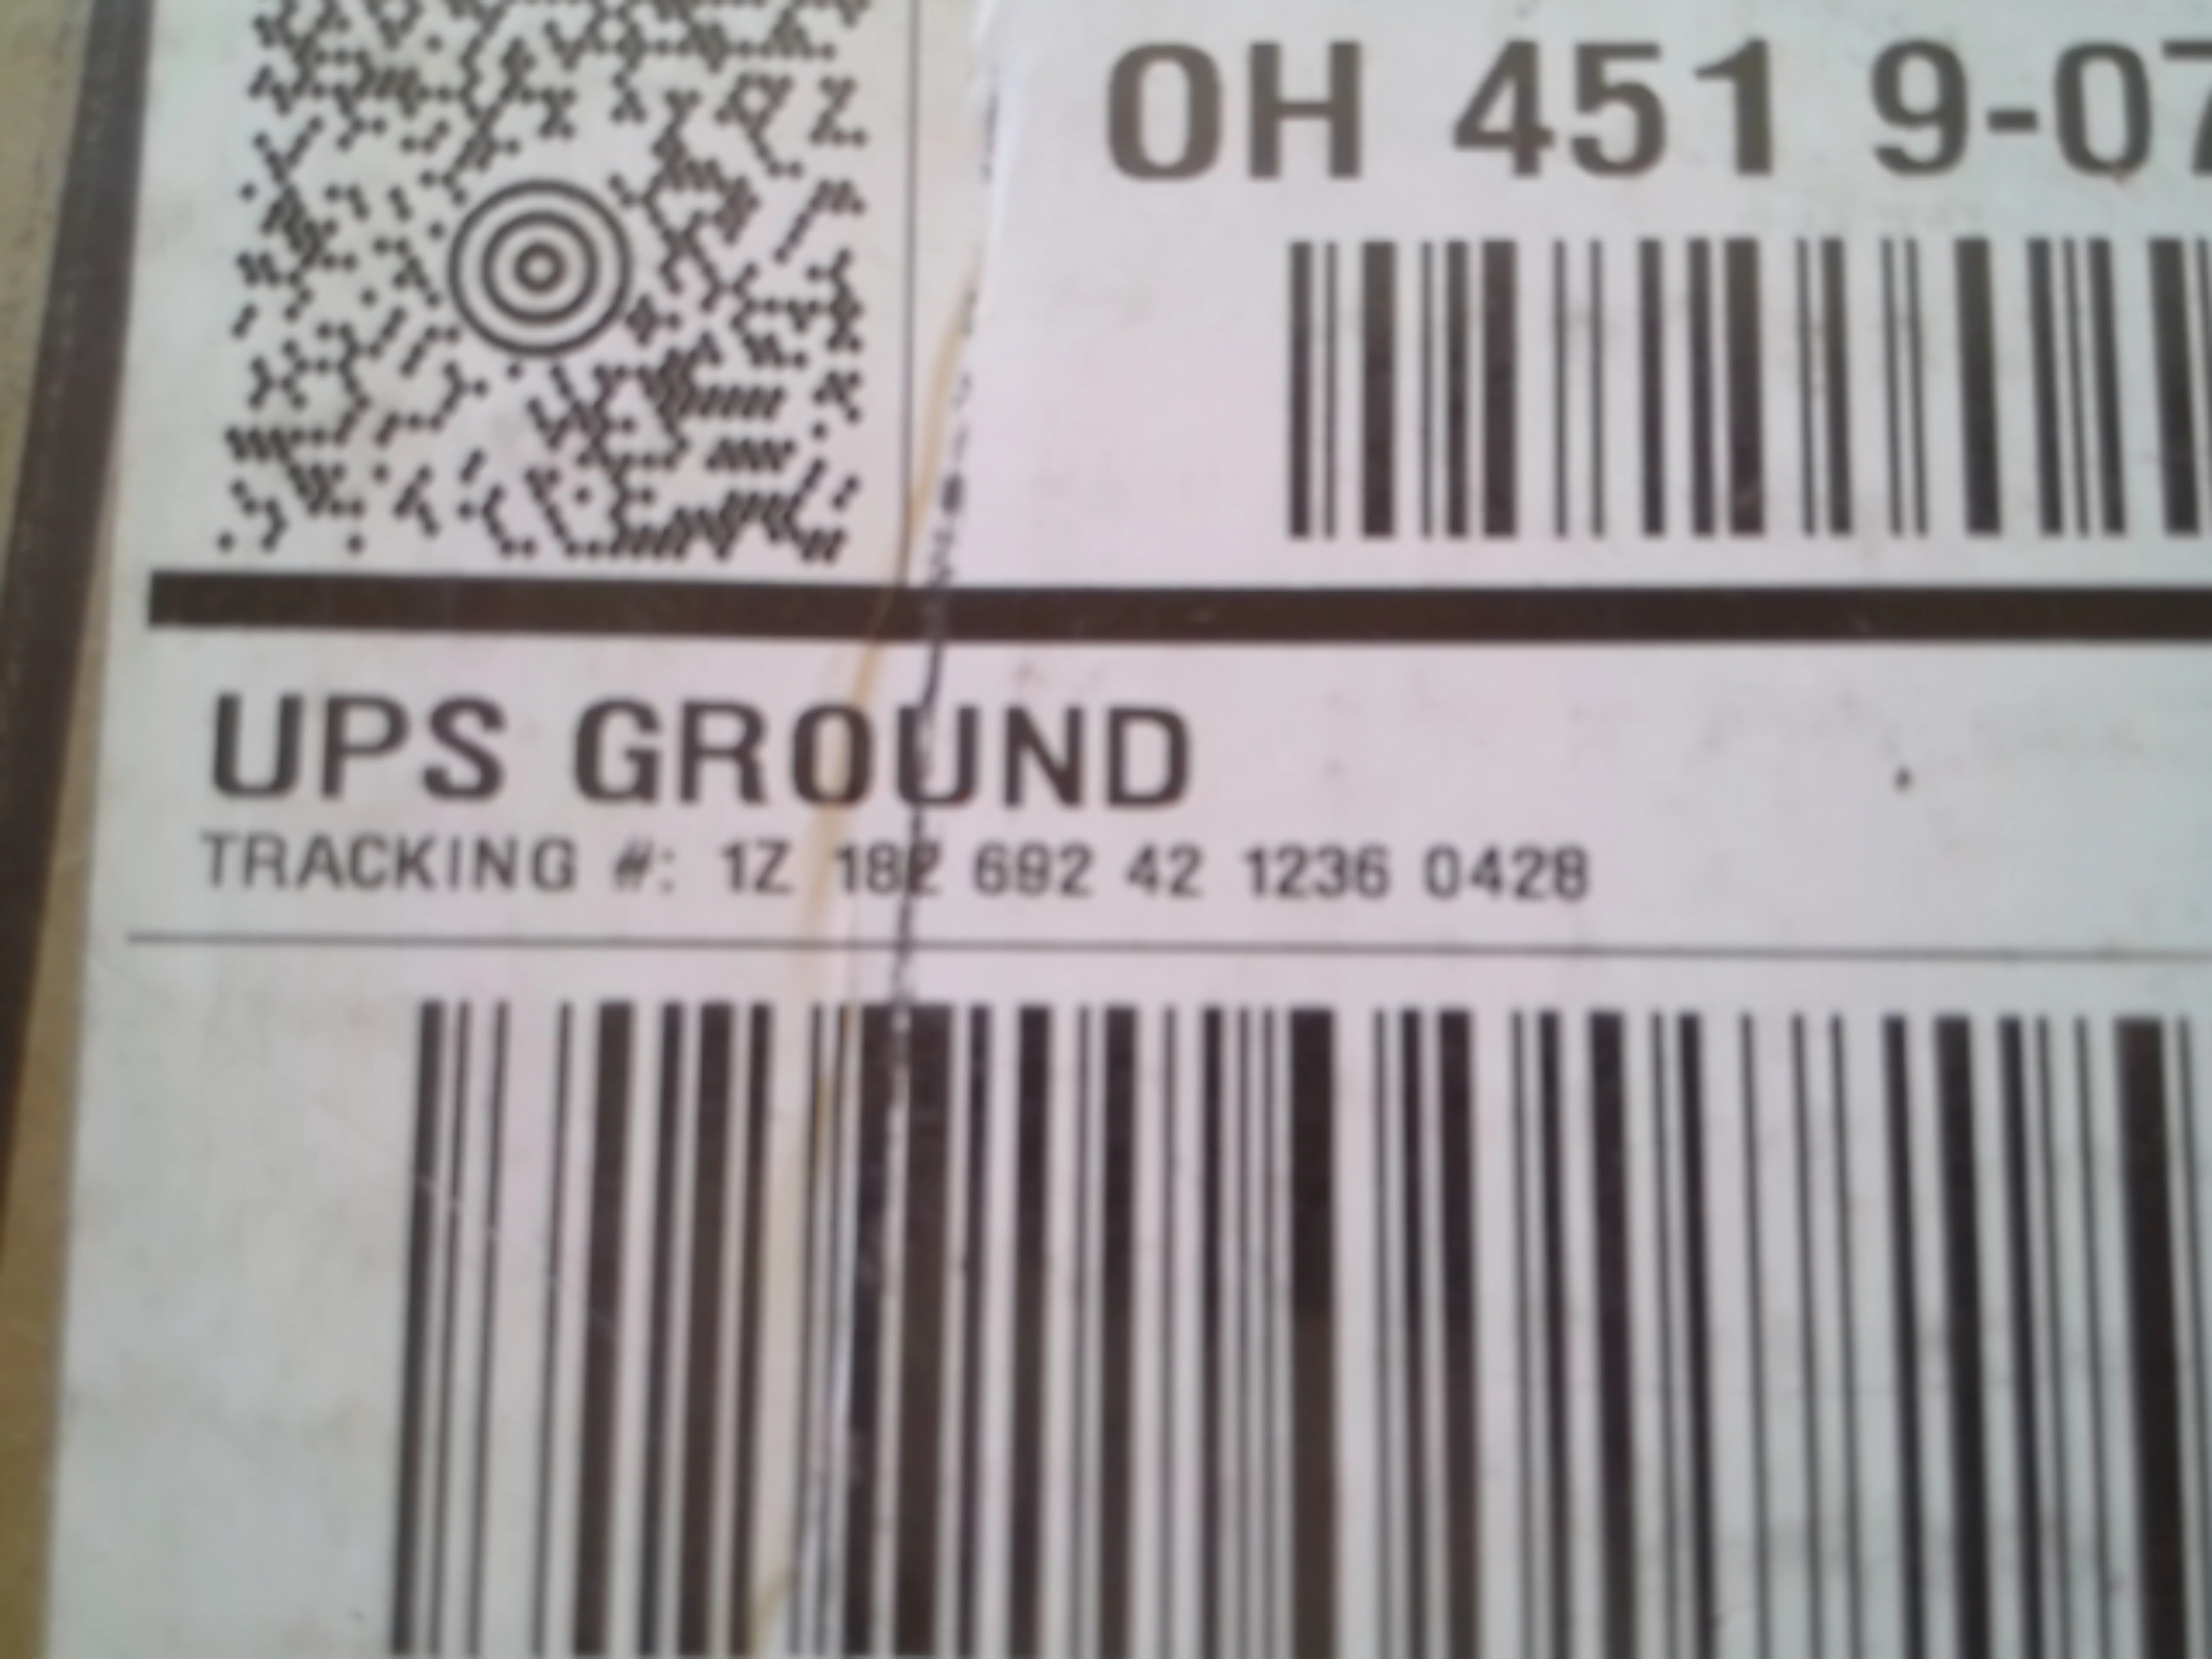 OH 451 9-07
UPS GROUND
TRACKING #: 1Z 182 692 42 1236 0428